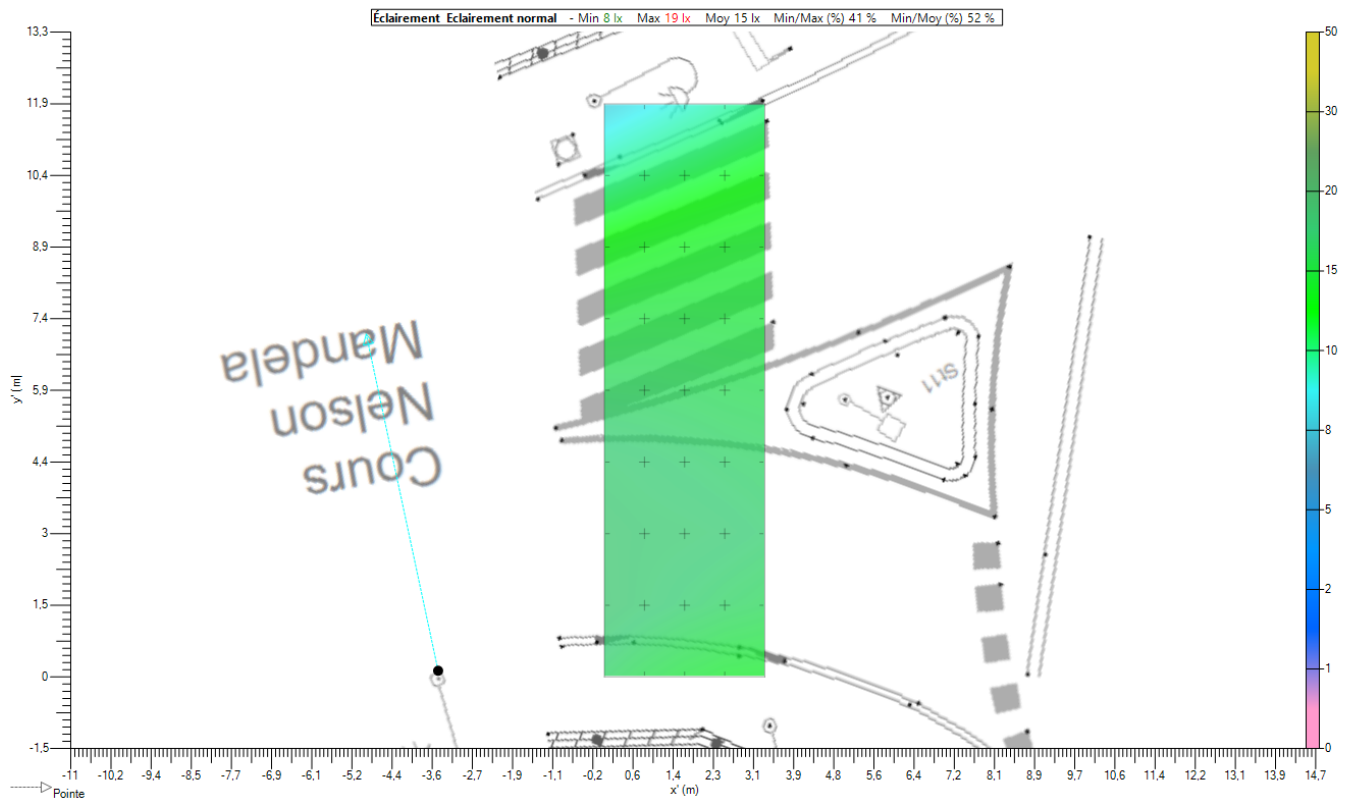 Éclairement Eclairement normal - Min 8 lx Max 19 lx Moy 15 lx Min/Max (%) 41 % Min/Moy (%) 52 %
13.3
11.9
10.4
8.9
7.4
5.9
4.4
3
1.5
0
-1.5
y' (m)
50
30
20
15
10
8
5
2
1
0
St11
Cours
Nelson
Mandela
-11 -10,2 -9.4 -8.5 -7.7 -6.9 -6.1 -5.2 -4.4 -3.6 -2.7 -1.9 -1.1 -0.2 0,6 1.4 2.3 3.1 3,9 4,8 5.6 6.4 7.2 8.1 8.9 9.7 10.6 11.4 12.2 13,1 13.9 14.7
x' (m)
Pointe